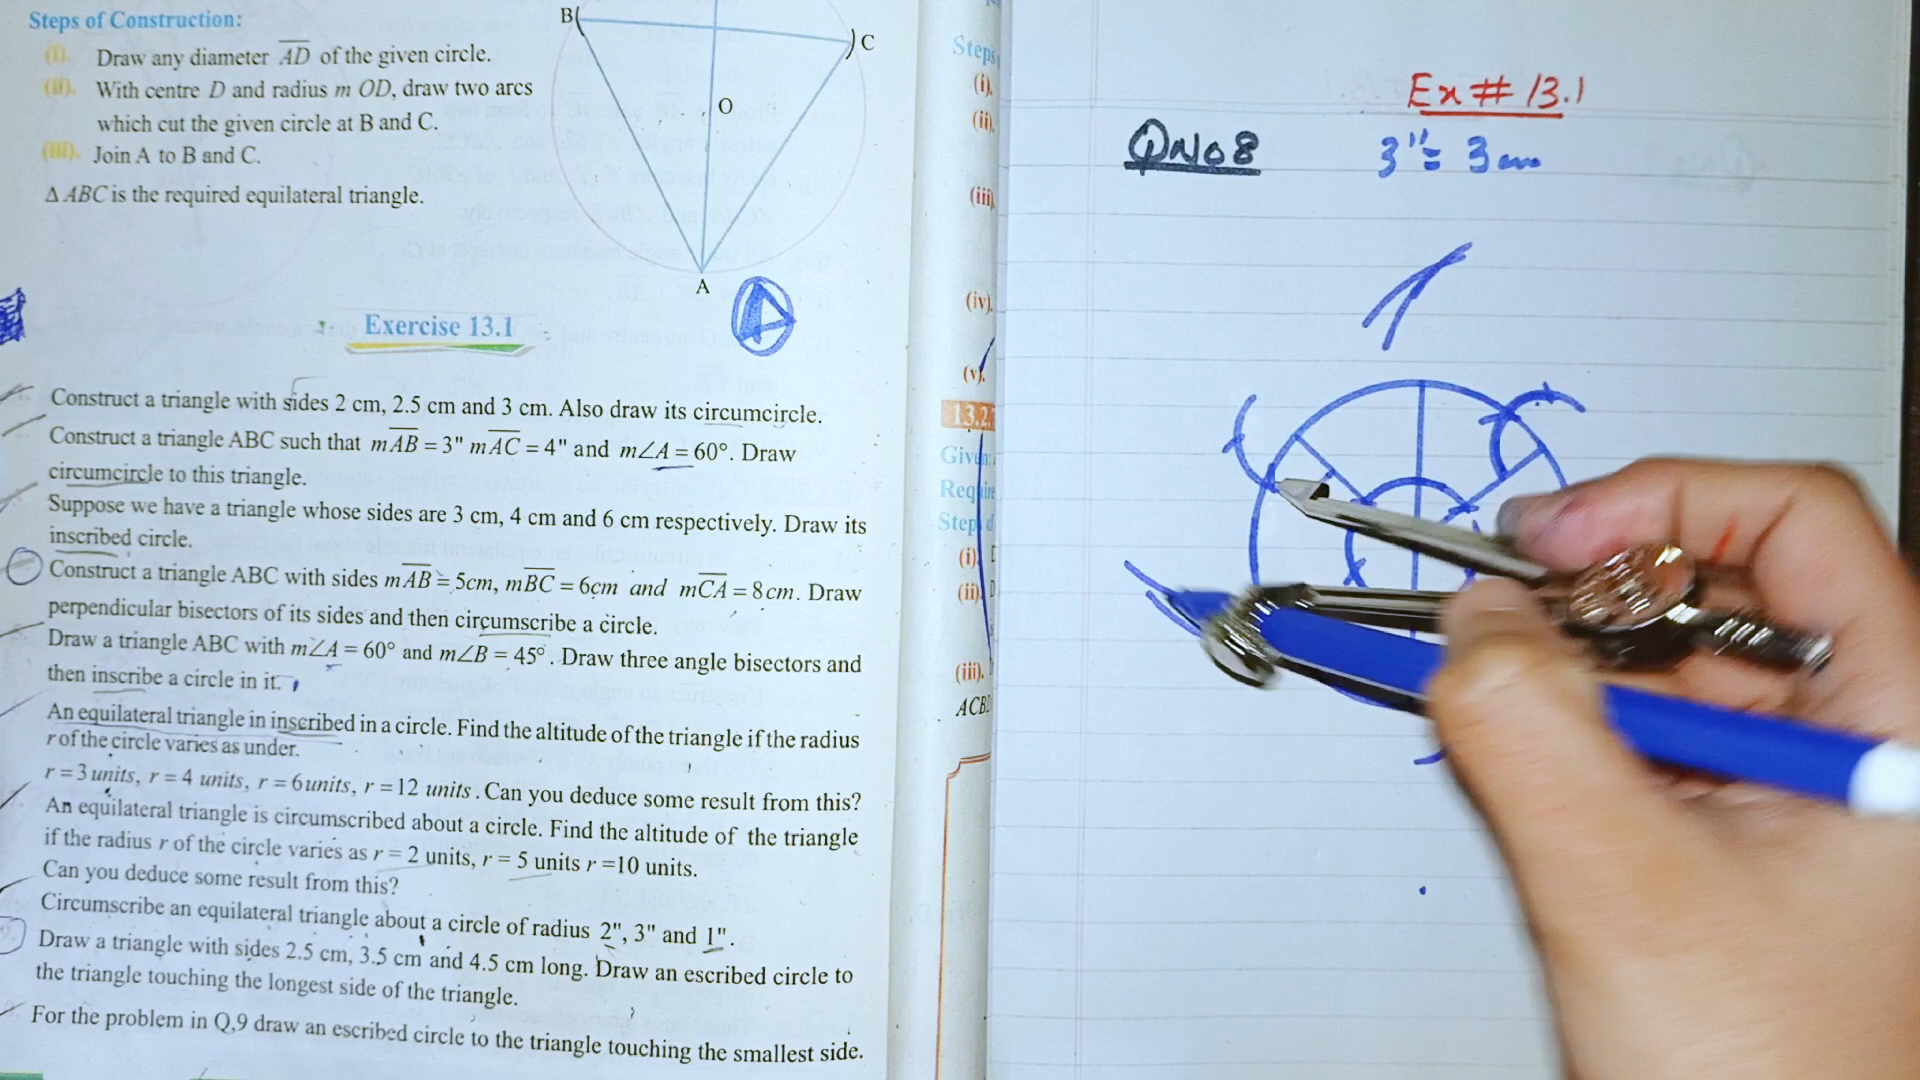 Steps of Construction:
(i). Draw any diameter AD of the given circle.
(ii). With centre D and radius m OD, draw two arcs
which cut the given circle at B and C.
(iii). Join A to B and C.
Δ ABC is the required equilateral triangle.
B
C
O
A
Exercise 13.1
Construct a triangle with sides 2 cm, 2.5 cm and 3 cm. Also draw its circumcircle.
Construct a triangle ABC such that mAB = 3" mAC = 4" and m∠A = 60°. Draw
circumcircle to this triangle.
Suppose we have a triangle whose sides are 3 cm, 4 cm and 6 cm respectively. Draw its
inscribed circle.
Construct a triangle ABC with sides mAB = 5cm, mBC = 6cm and mCA = 8cm. Draw
perpendicular bisectors of its sides and then circumscribe a circle.
Draw a triangle ABC with m∠A = 60° and m∠B = 45°. Draw three angle bisectors and
then inscribe a circle in it.
An equilateral triangle in inscribed in a circle. Find the altitude of the triangle if the radius
r of the circle varies as under.
r = 3 units, r = 4 units, r = 6units, r = 12 units. Can you deduce some result from this?
An equilateral triangle is circumscribed about a circle. Find the altitude of the triangle
if the radius r of the circle varies as r = 2 units, r = 5 units r =10 units.
Can you deduce some result from this?
Circumscribe an equilateral triangle about a circle of radius 2", 3" and 1".
Draw a triangle with sides 2.5 cm, 3.5 cm and 4.5 cm long. Draw an escribed circle to
the triangle touching the longest side of the triangle.
For the problem in Q.9 draw an escribed circle to the triangle touching the smallest side.
Steps
(i).
(ii).
(iii).
(iv).
(v).
13.2.
(i).
(ii).
(iii).
Ex # 13.1
QNo8
3" = 3 cm